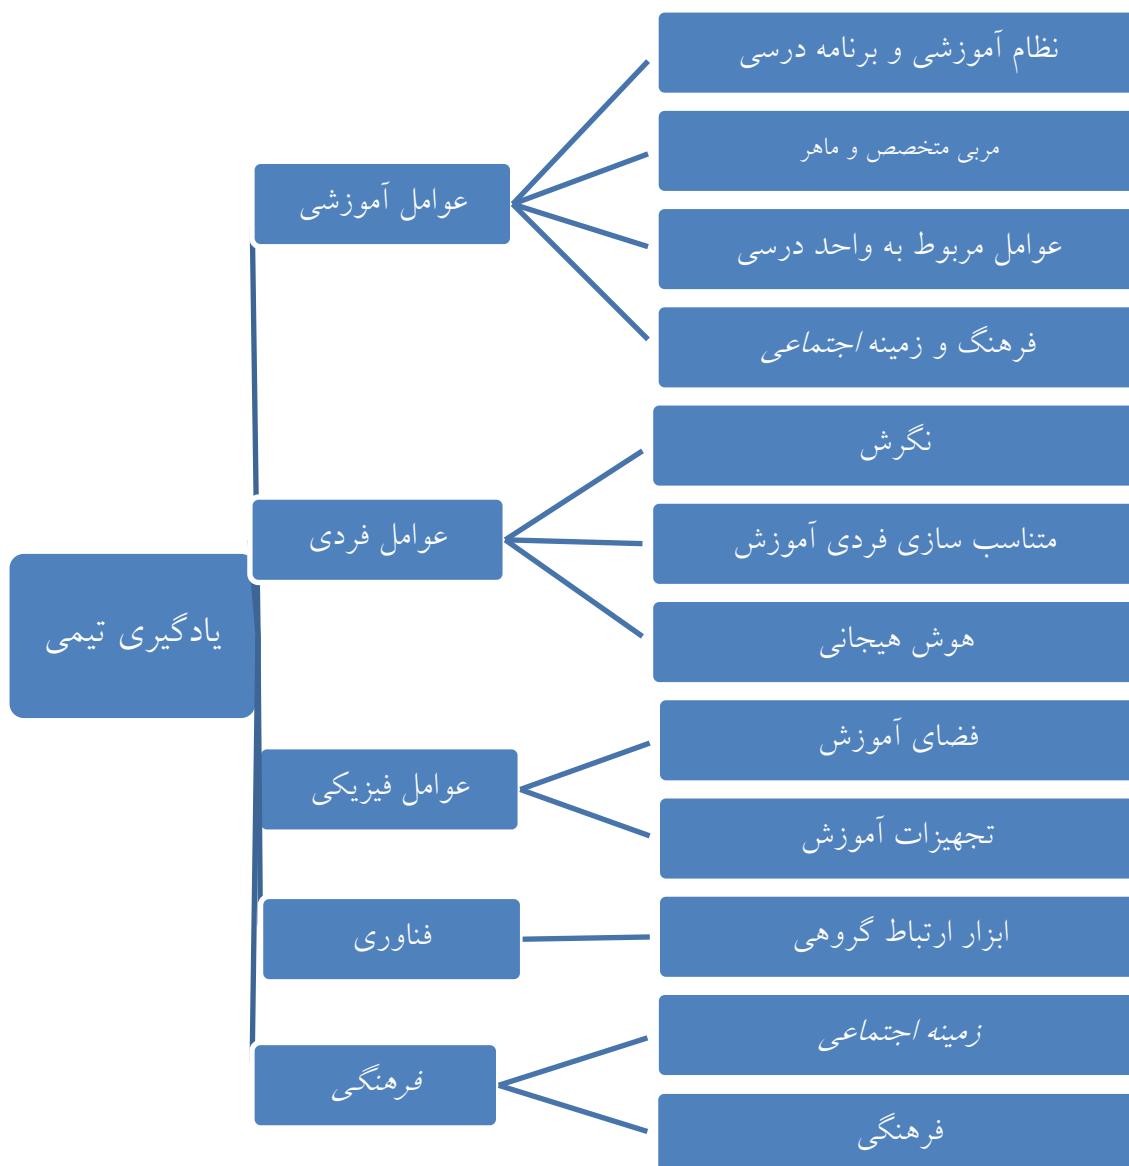 یادگیری تیمی
عوامل آموزشی
نظام آموزشی و برنامه درسی
مربی متخصص و ماهر
عوامل مربوط به واحد درسی
فرهنگ و زمینه اجتماعی
عوامل فردی
نگرش
متناسب سازی فردی آموزش
هوش هیجانی
عوامل فیزیکی
فضای آموزش
تجهیزات آموزش
فناوری
ابزار ارتباط گروهی
فرهنگی
زمینه اجتماعی
فرهنگی